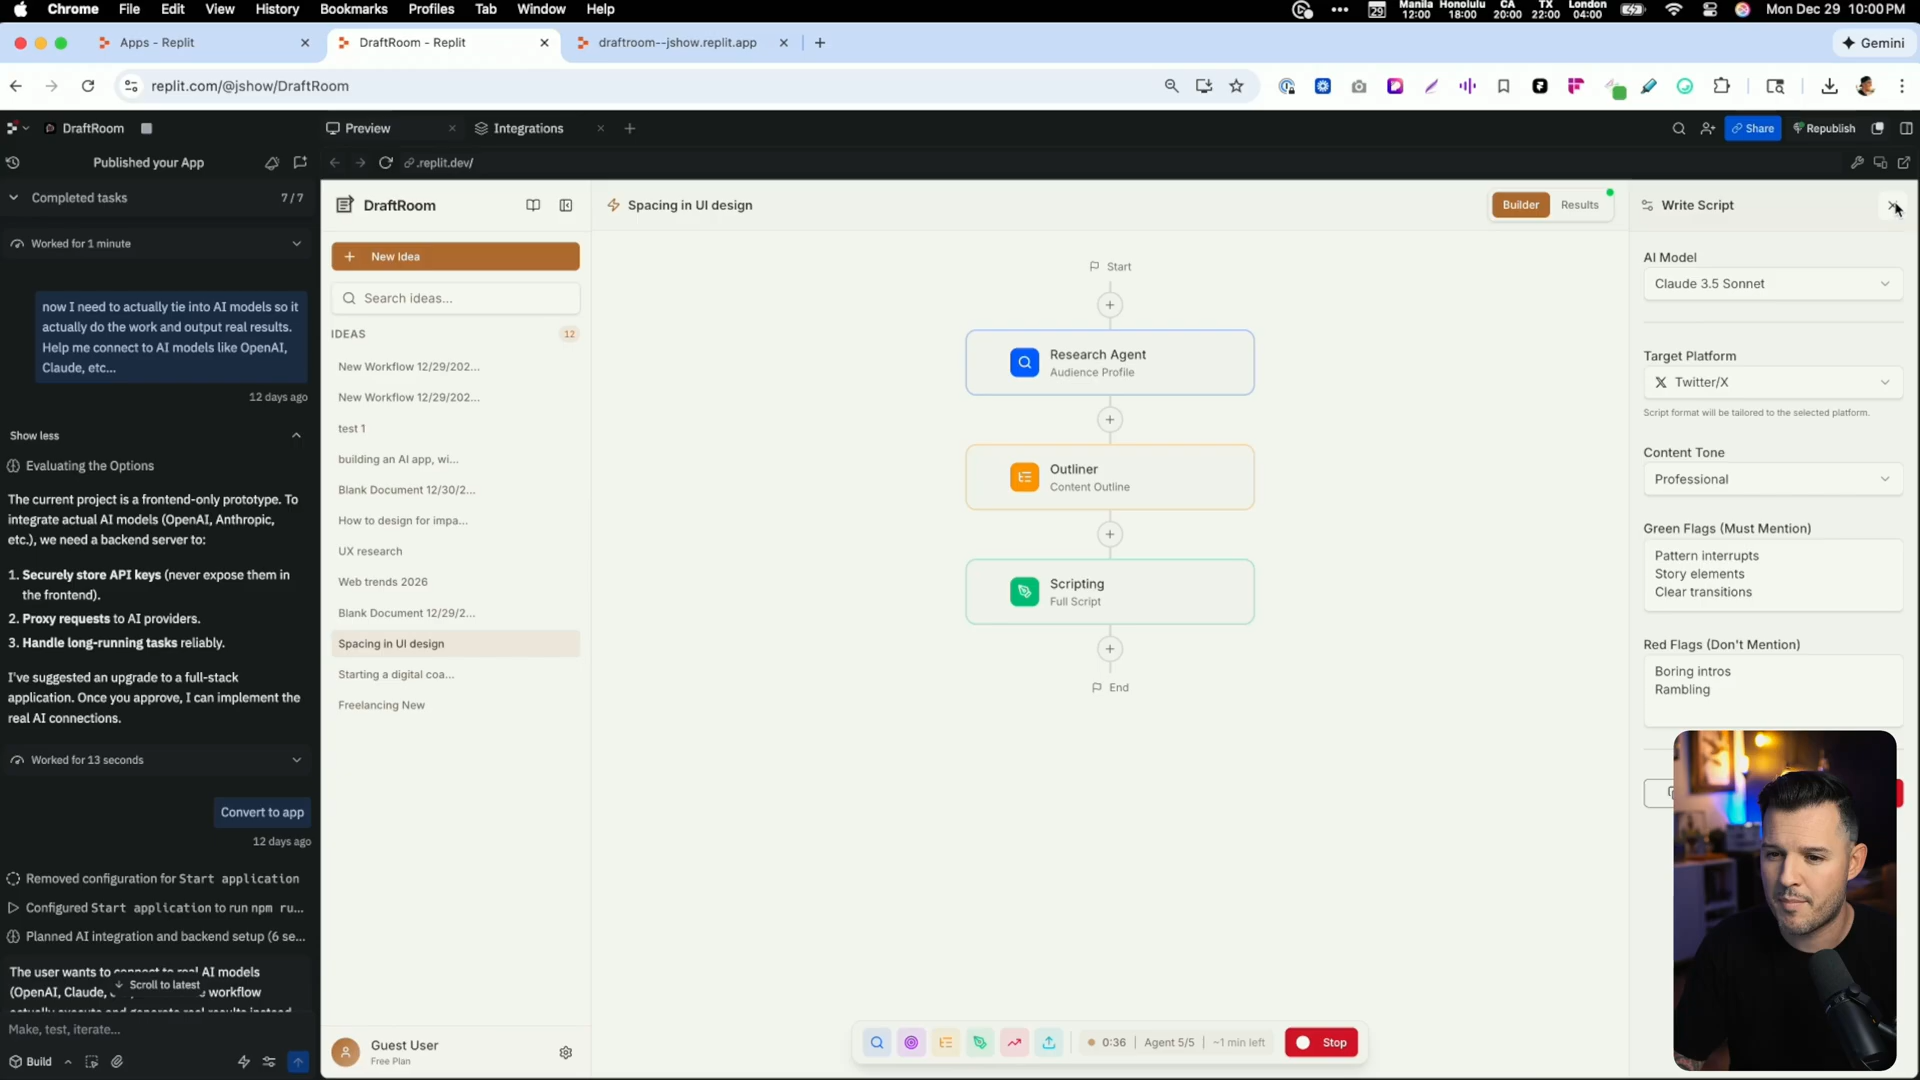 Chrome File Edit View History Bookmarks Profiles Tab Window Help
29
Manila 12:00 Honolulu 18:00 CA 20:00 TX 22:00 London 04:00
Mon Dec 29 10:00 PM
Apps - Replit
DraftRoom - Replit
draftroom--jshow.replit.app
Gemini
replit.com/@jshow/DraftRoom
DraftRoom
Preview
Integrations
Share
Republish
Published your App
.replit.dev/
Completed tasks 7/7
Worked for 1 minute
now I need to actually tie into AI models so it
actually do the work and output real results.
Help me connect to AI models like OpenAI,
Claude, etc...
12 days ago
Show less
Evaluating the Options
The current project is a frontend-only prototype. To
integrate actual AI models (OpenAI, Anthropic,
etc.), we need a backend server to:
1. Securely store API keys (never expose them in
the frontend).
2. Proxy requests to AI providers.
3. Handle long-running tasks reliably.
I've suggested an upgrade to a full-stack
application. Once you approve, I can implement the
real AI connections.
Worked for 13 seconds
Convert to app
12 days ago
Removed configuration for Start application
Configured Start application to run npm ru...
Planned AI integration and backend setup (6 se...
The user wants to connect to real AI models
Scroll to latest
(OpenAI, Claude, workflow
Make, test, iterate...
Build
DraftRoom
New Idea
Search ideas...
IDEAS 12
New Workflow 12/29/202...
New Workflow 12/29/202...
test 1
building an AI app, wi...
Blank Document 12/30/2...
How to design for impa...
UX research
Web trends 2026
Blank Document 12/29/2...
Spacing in UI design
Starting a digital coa...
Freelancing New
Guest User
Free Plan
Spacing in UI design
Builder
Results
Start
Research Agent
Audience Profile
Outliner
Content Outline
Scripting
Full Script
End
0:36 | Agent 5/5 | ~1 min left
Stop
Write Script
AI Model
Claude 3.5 Sonnet
Target Platform
Twitter/X
Script format will be tailored to the selected platform.
Content Tone
Professional
Green Flags (Must Mention)
Pattern interrupts
Story elements
Clear transitions
Red Flags (Don't Mention)
Boring intros
Rambling